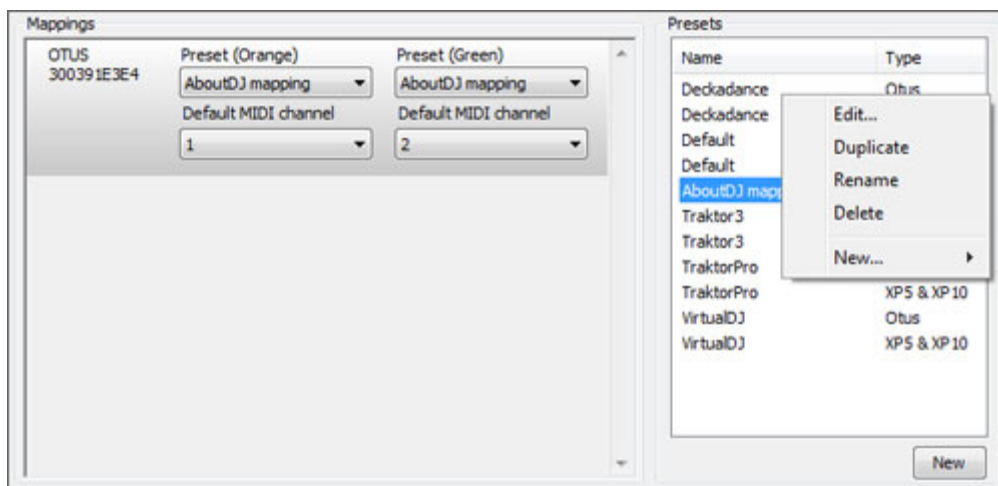 Mappings
OTUS
300391E3E4
Preset (Orange)
AboutDJ mapping
Default MIDI channel
1
Preset (Green)
AboutDJ mapping
Default MIDI channel
2
Presets
Name Type
Deckadance Otus
Deckadance
Default
Default
AboutDJ mapp
Traktor3
Traktor3
TraktorPro
TraktorPro XP5 & XP10
VirtualDJ Otus
VirtualDJ XP5 & XP10
Edit...
Duplicate
Rename
Delete
New...
New